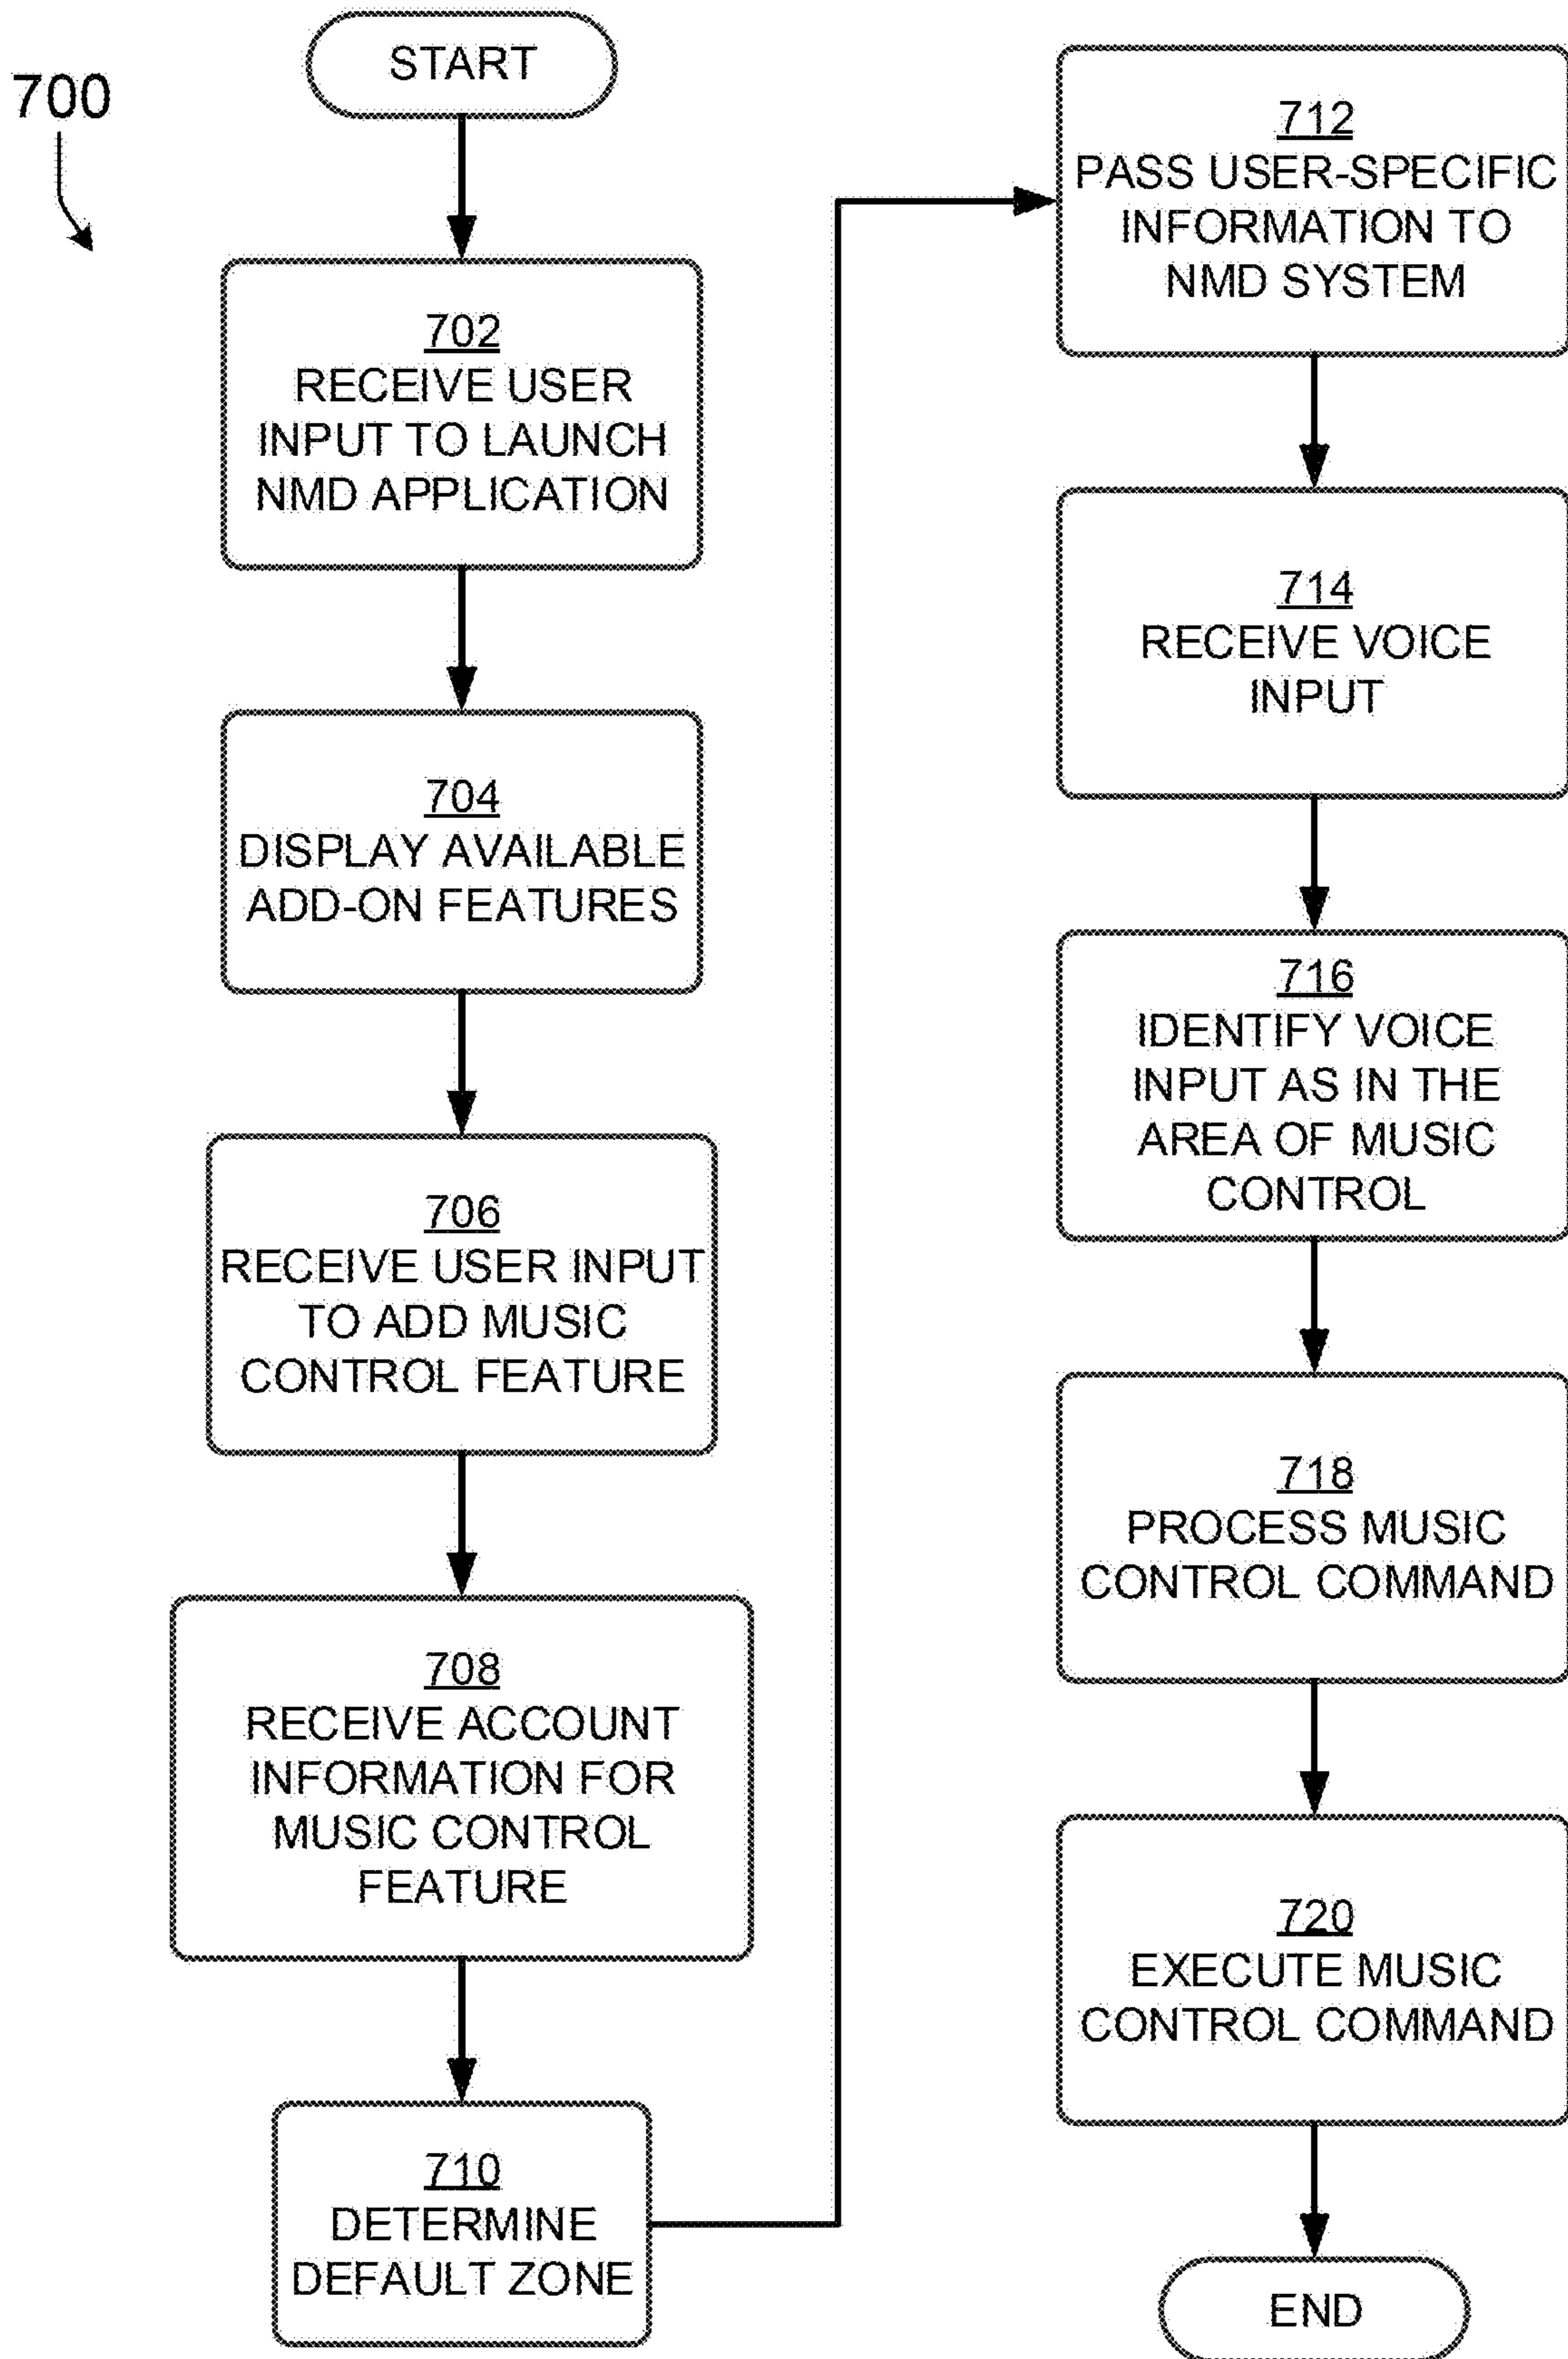 700
START
702
RECEIVE USER
INPUT TO LAUNCH
NMD APPLICATION
704
DISPLAY AVAILABLE
ADD-ON FEATURES
706
RECEIVE USER INPUT
TO ADD MUSIC
CONTROL FEATURE
708
RECEIVE ACCOUNT
INFORMATION FOR
MUSIC CONTROL
FEATURE
710
DETERMINE
DEFAULT ZONE
712
PASS USER-SPECIFIC
INFORMATION TO
NMD SYSTEM
714
RECEIVE VOICE
INPUT
716
IDENTIFY VOICE
INPUT AS IN THE
AREA OF MUSIC
CONTROL
718
PROCESS MUSIC
CONTROL COMMAND
720
EXECUTE MUSIC
CONTROL COMMAND
END